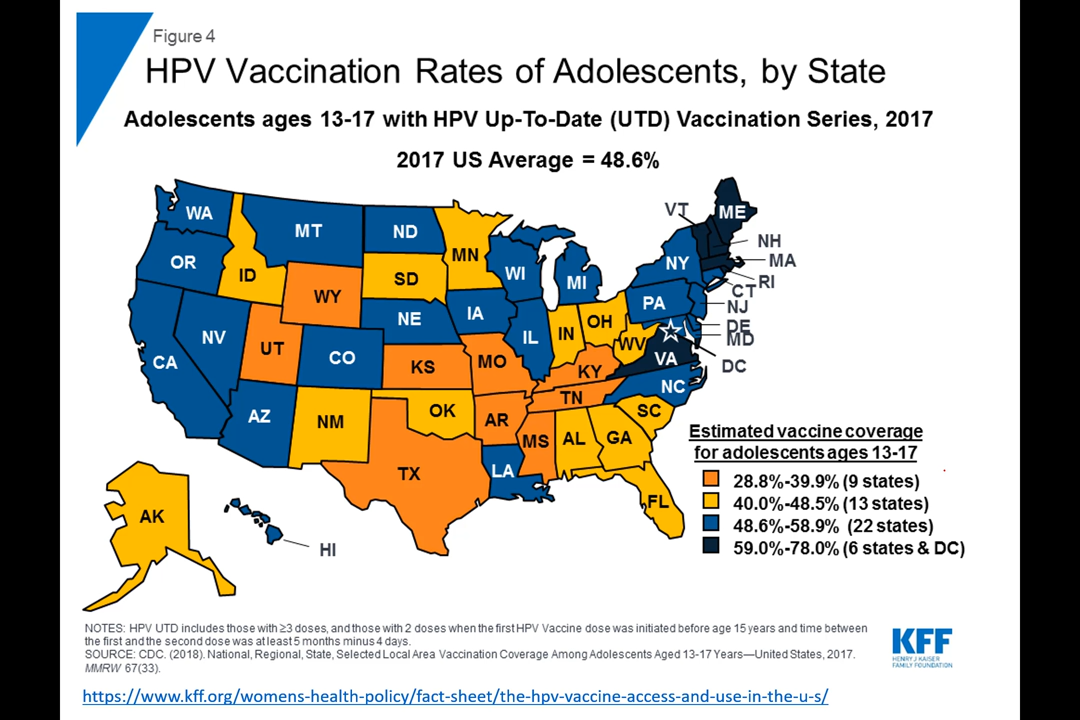 Figure 4
HPV Vaccination Rates of Adolescents, by State
Adolescents ages 13-17 with HPV Up-To-Date (UTD) Vaccination Series, 2017
2017 US Average = 48.6%
WA
MT
ND
MN
VT
ME
OR
ID
SD
WI
MI
NY
NH
MA
RI
CT
WY
NE
IA
PA
NJ
NV
UT
CO
IL
IN
OH
WV
DE
MD
CA
KS
MO
KY
VA
DC
AZ
NM
OK
AR
TN
NC
TX
MS
AL
GA
SC
LA
FL
AK
HI
Estimated vaccine coverage
for adolescents ages 13-17
28.8%-39.9% (9 states)
40.0%-48.5% (13 states)
48.6%-58.9% (22 states)
59.0%-78.0% (6 states & DC)
NOTES: HPV UTD includes those with ≥3 doses, and those with 2 doses when the first HPV Vaccine dose was initiated before age 15 years and time between
the first and the second dose was at least 5 months minus 4 days.
SOURCE: CDC. (2018). National, Regional, State, Selected Local Area Vaccination Coverage Among Adolescents Aged 13-17 Years—United States, 2017.
MMRW 67(33).
KFF
HENRY J KAISER
FAMILY FOUNDATION
https://www.kff.org/womens-health-policy/fact-sheet/the-hpv-vaccine-access-and-use-in-the-u-s/